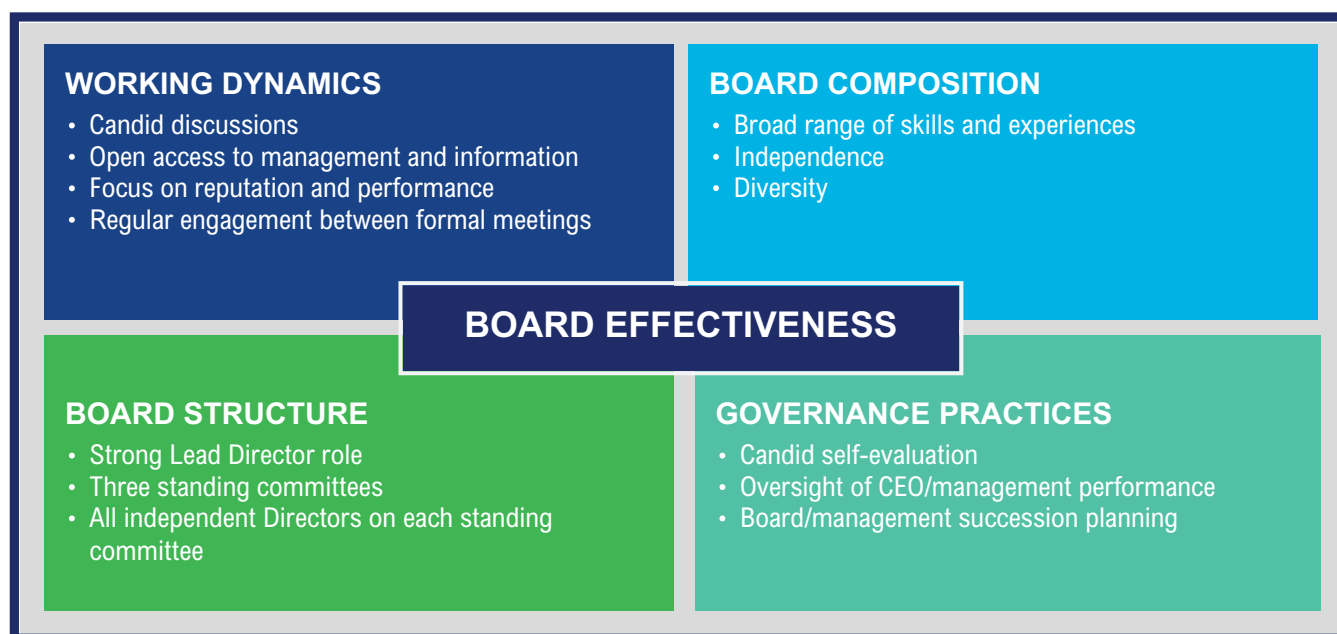 WORKING DYNAMICS
• Candid discussions
• Open access to management and information
• Focus on reputation and performance
• Regular engagement between formal meetings
BOARD COMPOSITION
• Broad range of skills and experiences
• Independence
• Diversity
BOARD EFFECTIVENESS
BOARD STRUCTURE
• Strong Lead Director role
• Three standing committees
• All independent Directors on each standing
committee
GOVERNANCE PRACTICES
• Candid self-evaluation
• Oversight of CEO/management performance
• Board/management succession planning